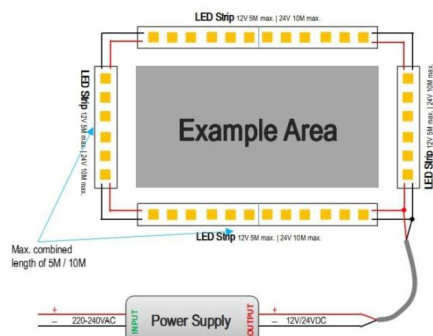 LED Strip 12V 5M max. | 24V 10M max.
LED Strip 12V 5M max. | 24V 10M max.
Example Area
LED Strip 12V 5M max. | 24V 10M max.
LED Strip 12V 5M max. | 24V 10M max.
Max. combined
length of 5M / 10M
+
220-240VAC
–
INPUT
Power Supply
OUTPUT
+
12V/24VDC
–